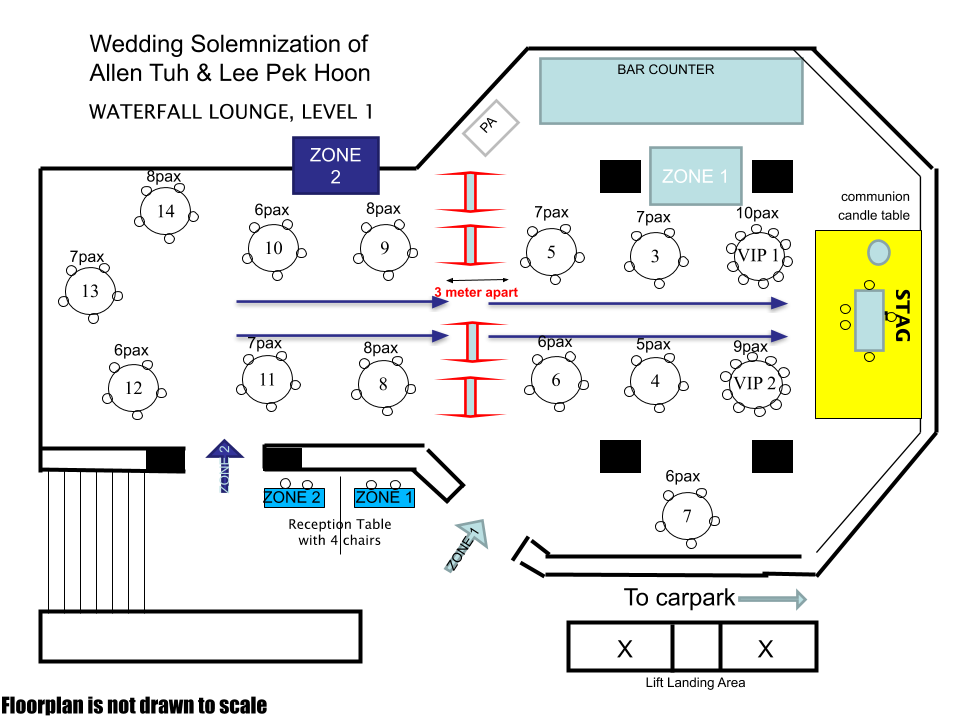 Wedding Solemnization of
Allen Tuh & Lee Pek Hoon
WATERFALL LOUNGE, LEVEL 1
BAR COUNTER
PA
ZONE
2
ZONE 1
communion
candle table
8pax
14
6pax
10
8pax
9
7pax
5
7pax
3
10pax
VIP 1
7pax
13
3 meter apart
STAG
6pax
12
7pax
11
8pax
8
6pax
6
5pax
4
9pax
VIP 2
ZONE 2
ZONE 2
ZONE 1
Reception Table
with 4 chairs
ZONE 1
6pax
7
To carpark
X
X
Lift Landing Area
Floorplan is not drawn to scale